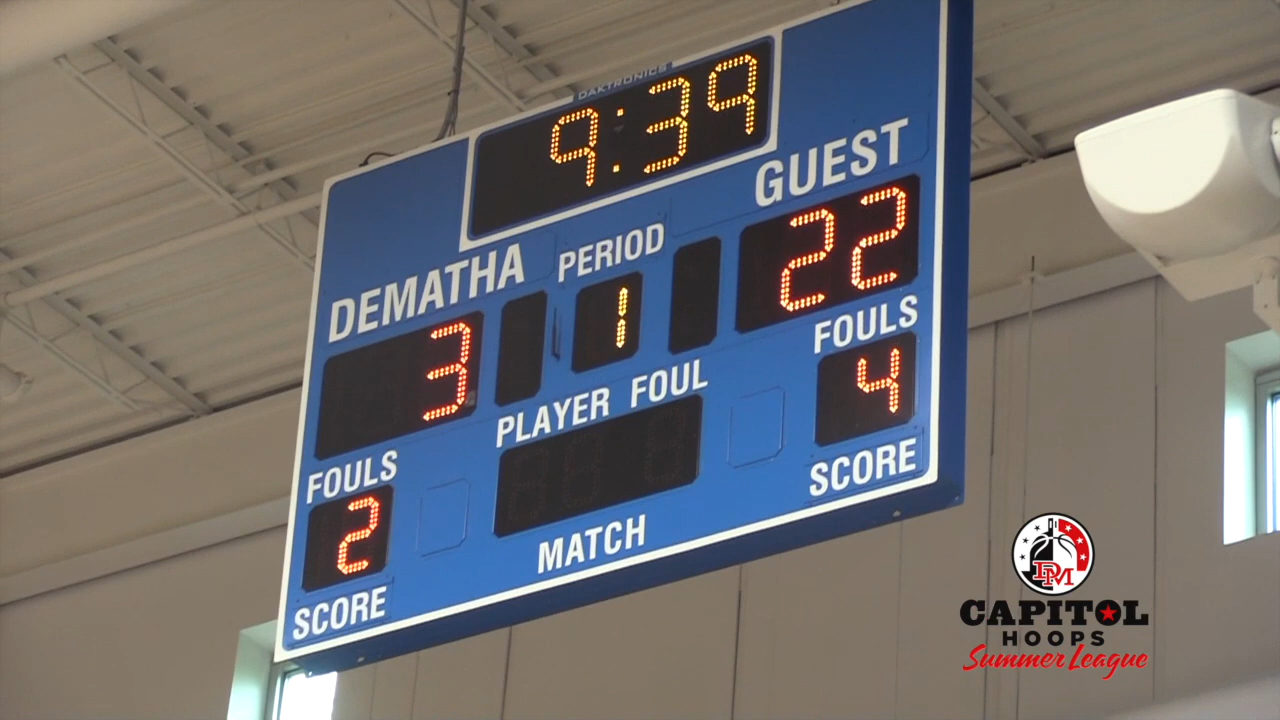 DAKTRONICS
9:39
DEMATHA
PERIOD
GUEST
3
1
22
FOULS
PLAYER FOUL
FOULS
2
4
SCORE
MATCH
SCORE
DM
CAPITOL
HOOPS
Summer League